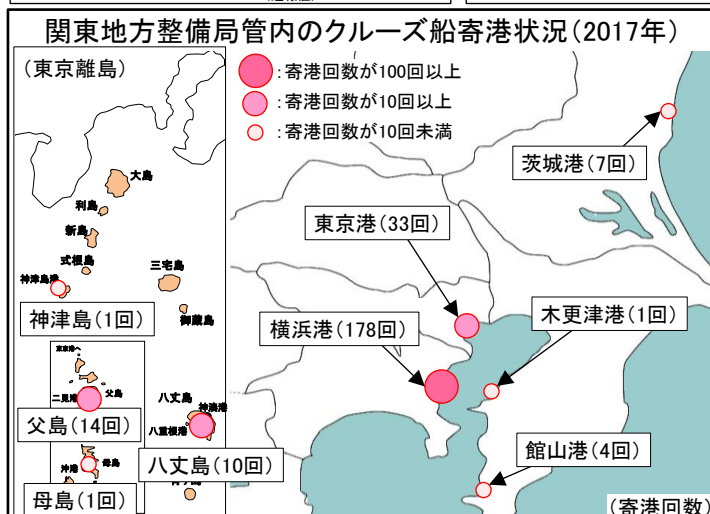 関東地方整備局管内のクルーズ船寄港状況(2017年)
(東京離島)
:寄港回数が100回以上
:寄港回数が10回以上
:寄港回数が10回未満
茨城港(7回)
東京港(33回)
横浜港(178回)
木更津港(1回)
館山港(4回)
(寄港回数)
大島
利島
新島
式根島
神津島港
三宅島
御蔵島
神津島(1回)
東京港へ
二見港
父島
父島(14回)
八丈島
神湊港
八重根港
八丈島(10回)
沖港
母島
母島(1回)